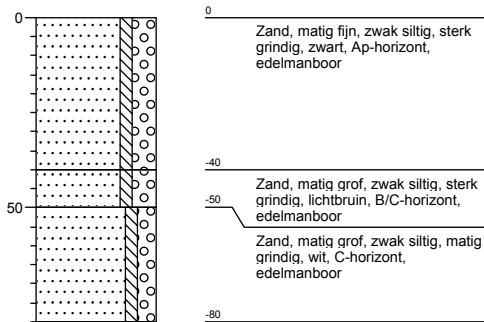 0
0
Zand, matig fijn, zwak siltig, sterk
grindig, zwart, Ap-horizont,
edelmanboor
-40
Zand, matig grof, zwak siltig, sterk
grindig, lichtbruin, B/C-horizont,
edelmanboor
50
-50
Zand, matig grof, zwak siltig, matig
grindig, wit, C-horizont,
edelmanboor
-80